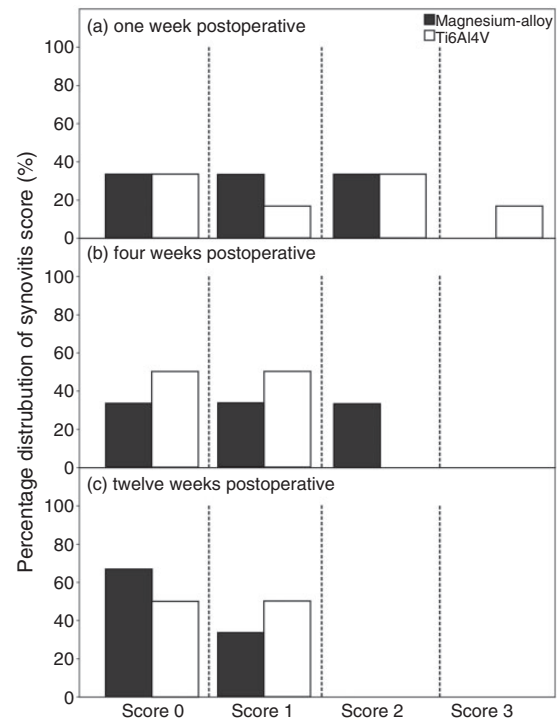 Magnesium-alloy
Ti6Al4V
Percentage distrubution of synovitis score (%)
(a) one week postoperative
100
80
60
40
20
0
(b) four weeks postoperative
100
80
60
40
20
0
(c) twelve weeks postoperative
100
80
60
40
20
0
Score 0 Score 1 Score 2 Score 3